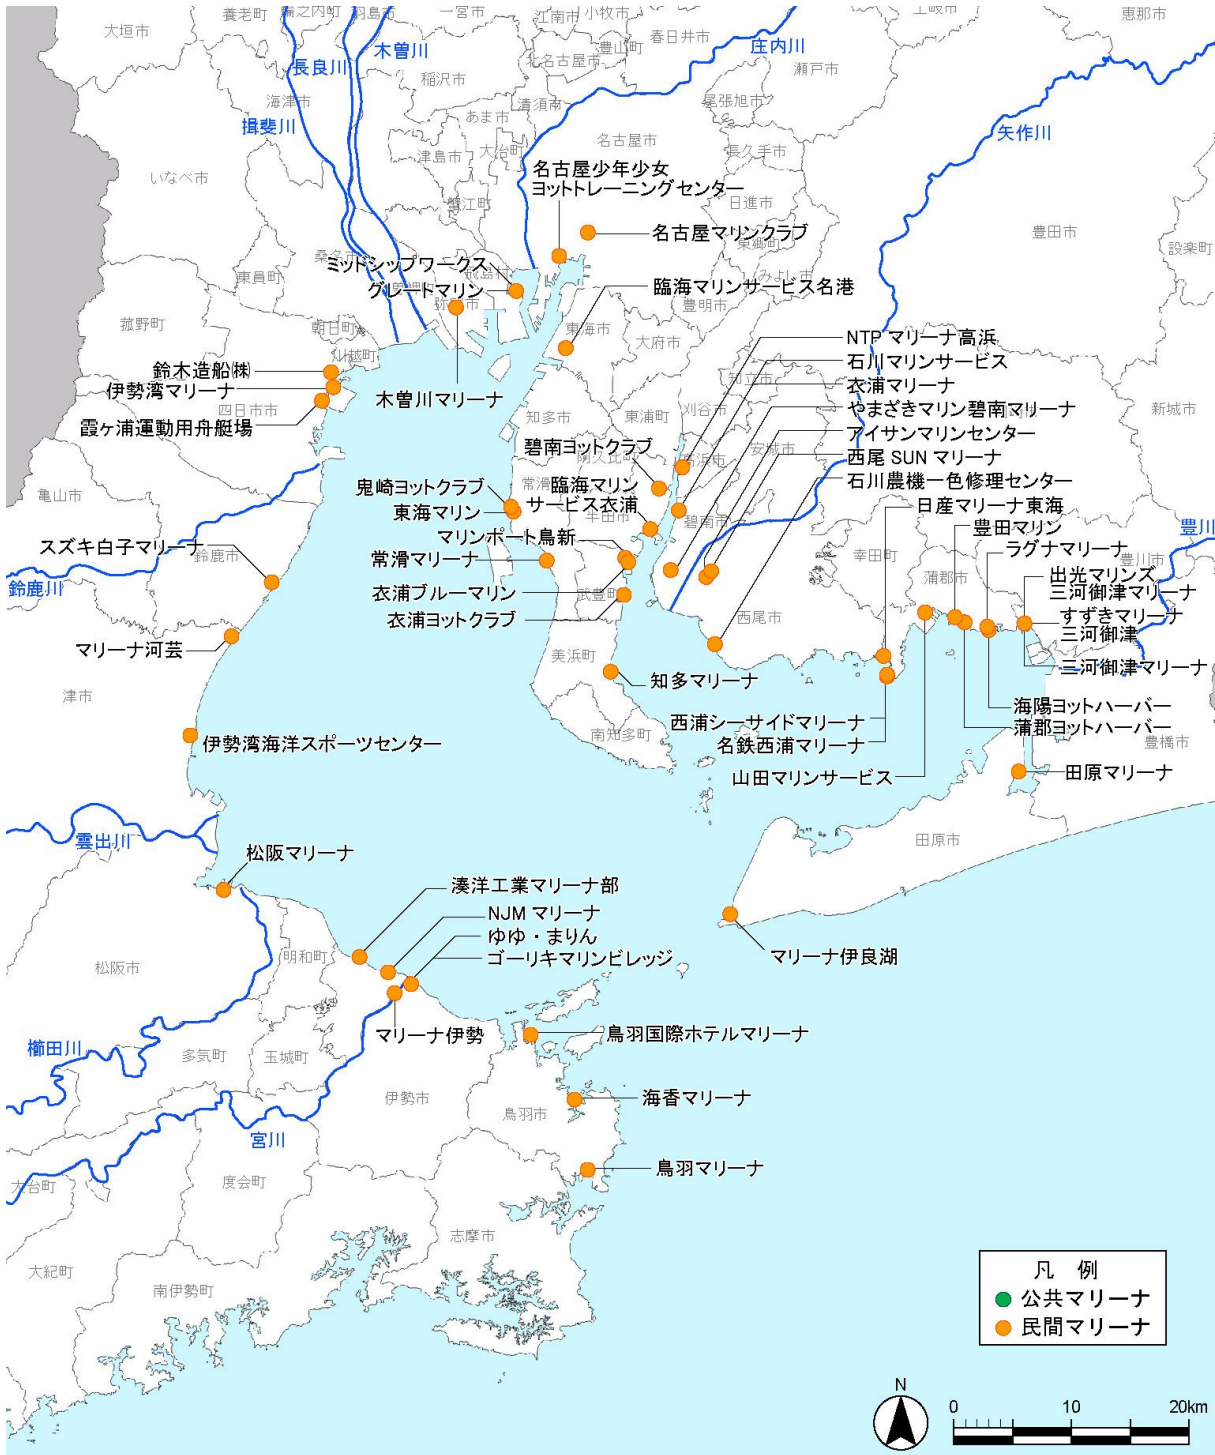 大垣市
養老町
輪之内町
羽島市
一宮市
江南市
小牧市
土岐市
恵那市
木曽川
長良川
揖斐川
庄内川
矢作川
春日井市
豊山町
北名古屋市
稲沢市
清須市
瀬戸市
尾張旭市
海津市
あま市
津島市
大治町
名古屋市
長久手市
いなべ市
蟹江町
日進市
東郷町
みよし市
豊田市
設楽町
名古屋少年少女
ヨットトレーニングセンター
名古屋マリンクラブ
桑名市
東員町
飛島村
ミッドシップワークス
グレートマリン
臨海マリンサービス名港
豊明市
菰野町
朝日町
川越町
東海市
大府市
NTP マリーナ高浜
石川マリンサービス
衣浦マリーナ
やまざきマリン碧南マリーナ
アイサンマリンセンター
西尾 SUN マリーナ
石川農機一色修理センター
鈴木造船㈱
伊勢湾マリーナ
四日市市
霞ヶ浦運動用舟艇場
木曽川マリーナ
知多市
東浦町
刈谷市
知立市
安城市
新城市
碧南ヨットクラブ
阿久比町
高浜市
亀山市
鬼崎ヨットクラブ
東海マリン
常滑市
臨海マリン
サービス衣浦
半田市
碧南市
日産マリーナ東海
豊田マリン
ラグナマリーナ
豊川
豊川市
スズキ白子マリーナ
鈴鹿市
鈴鹿川
マリンポート鳥新
常滑マリーナ
衣浦ブルーマリン
武豊町
衣浦ヨットクラブ
幸田町
蒲郡市
出光マリンズ
三河御津マリーナ
すずきマリーナ
三河御津
三河御津マリーナ
西尾市
マリーナ河芸
美浜町
知多マリーナ
津市
南知多町
西浦シーサイドマリーナ
名鉄西浦マリーナ
山田マリンサービス
海陽ヨットハーバー
蒲郡ヨットハーバー
豊橋市
伊勢湾海洋スポーツセンター
田原マリーナ
田原市
雲出川
松阪マリーナ
湊洋工業マリーナ部
NJM マリーナ
ゆゆ・まりん
ゴーリキマリンビレッジ
マリーナ伊良湖
松阪市
明和町
マリーナ伊勢
櫛田川
多気町
玉城町
鳥羽国際ホテルマリーナ
伊勢市
鳥羽市
海香マリーナ
宮川
鳥羽マリーナ
大台町
度会町
志摩市
大紀町
南伊勢町
凡 例
公共マリーナ
民間マリーナ
N
0 10 20km